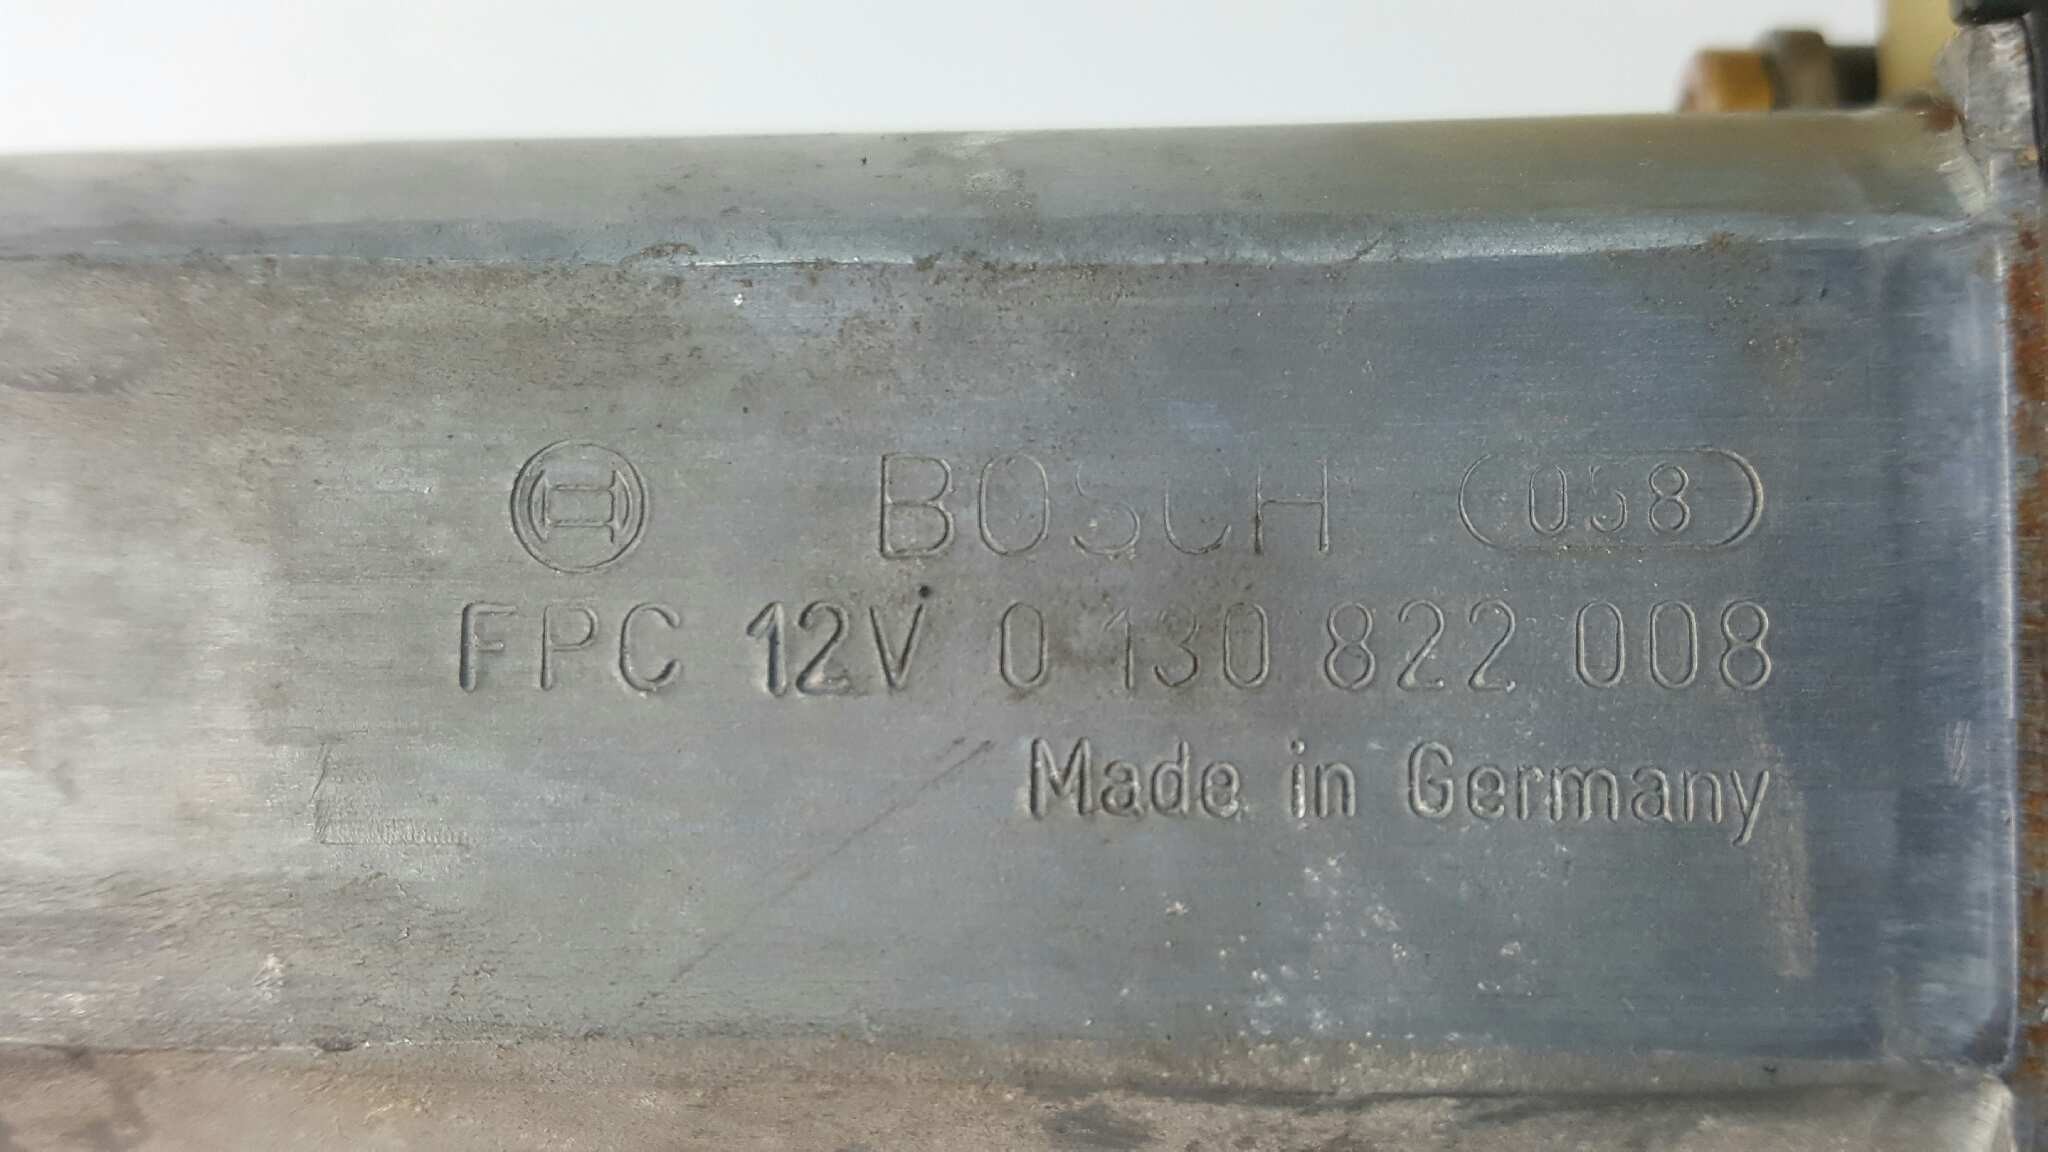 BOSCH 058
FPC 12V 0 130 822 008
Made in Germany